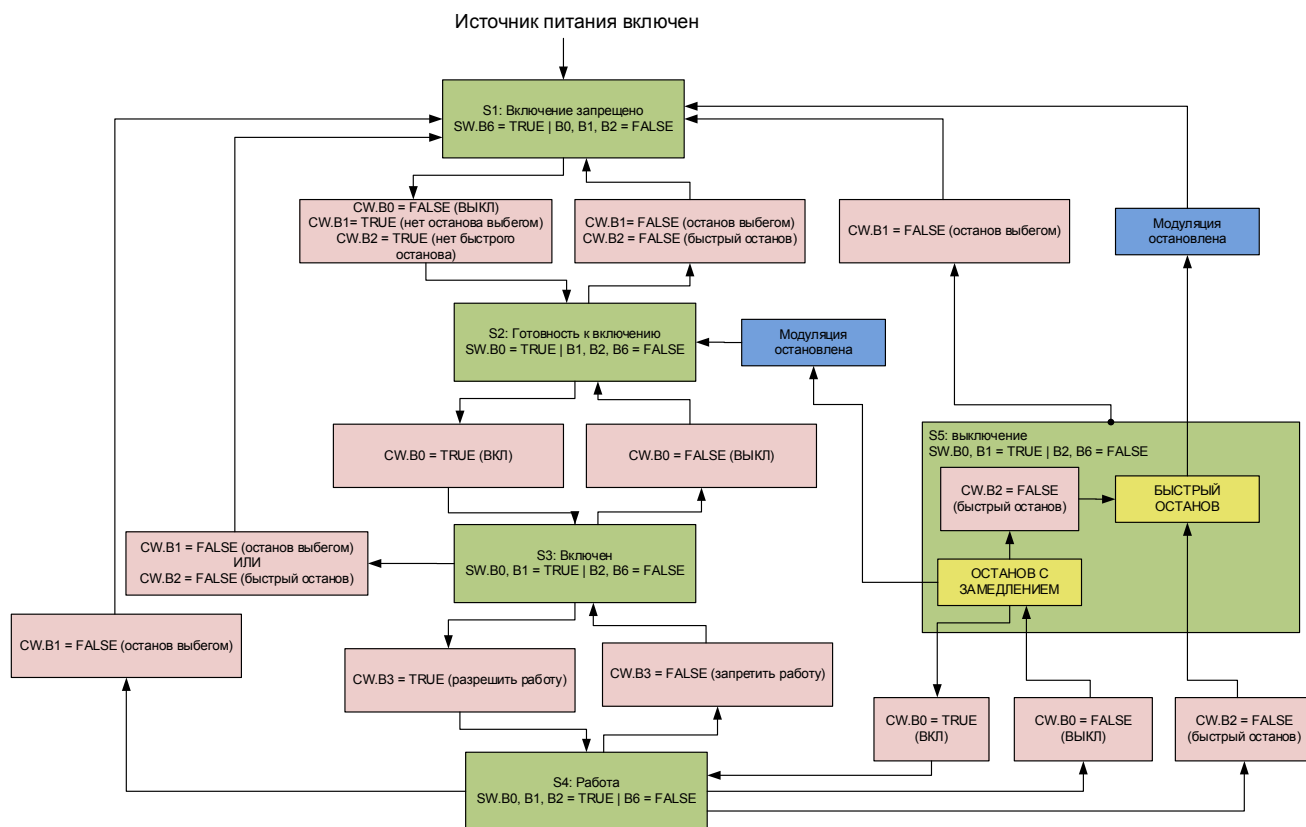 Источник питания включен
S1: Включение запрещено
SW.B6 = TRUE | B0, B1, B2 = FALSE
CW.B0 = FALSE (ВЫКЛ)
CW.B1= TRUE (нет останова выбегом)
CW.B2 = TRUE (нет быстрого
останова)
CW.B1= FALSE (останов выбегом)
CW.B2 = FALSE (быстрый останов)
CW.B1 = FALSE (останов выбегом)
Модуляция
остановлена
S2: Готовность к включению
SW.B0 = TRUE | B1, B2, B6 = FALSE
Модуляция
остановлена
CW.B0 = TRUE (ВКЛ)
CW.B0 = FALSE (ВЫКЛ)
S5: выключение
SW.B0, B1 = TRUE | B2, B6 = FALSE
CW.B2 = FALSE
(быстрый останов)
БЫСТРЫЙ
ОСТАНОВ
CW.B1 = FALSE (останов выбегом)
ИЛИ
CW.B2 = FALSE (быстрый останов)
S3: Включен
SW.B0, B1 = TRUE | B2, B6 = FALSE
ОСТАНОВ С
ЗАМЕДЛЕНИЕМ
CW.B1 = FALSE (останов выбегом)
CW.B3 = TRUE (разрешить работу)
CW.B3 = FALSE (запретить работу)
CW.B0 = TRUE
(ВКЛ)
CW.B0 = FALSE
(ВЫКЛ)
CW.B2 = FALSE
(быстрый останов)
S4: Работа
SW.B0, B1, B2 = TRUE | B6 = FALSE